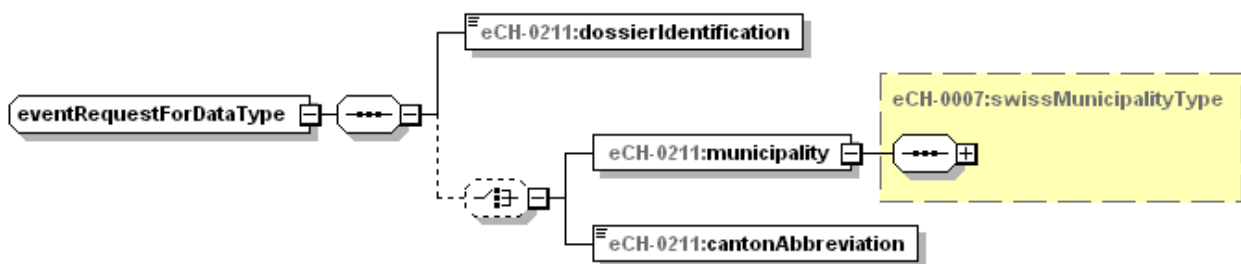 eCH-0211:dossierIdentification
eCH-0007:swissMunicipalityType
eventRequestForDataType
eCH-0211:municipality
eCH-0211:cantonAbbreviation